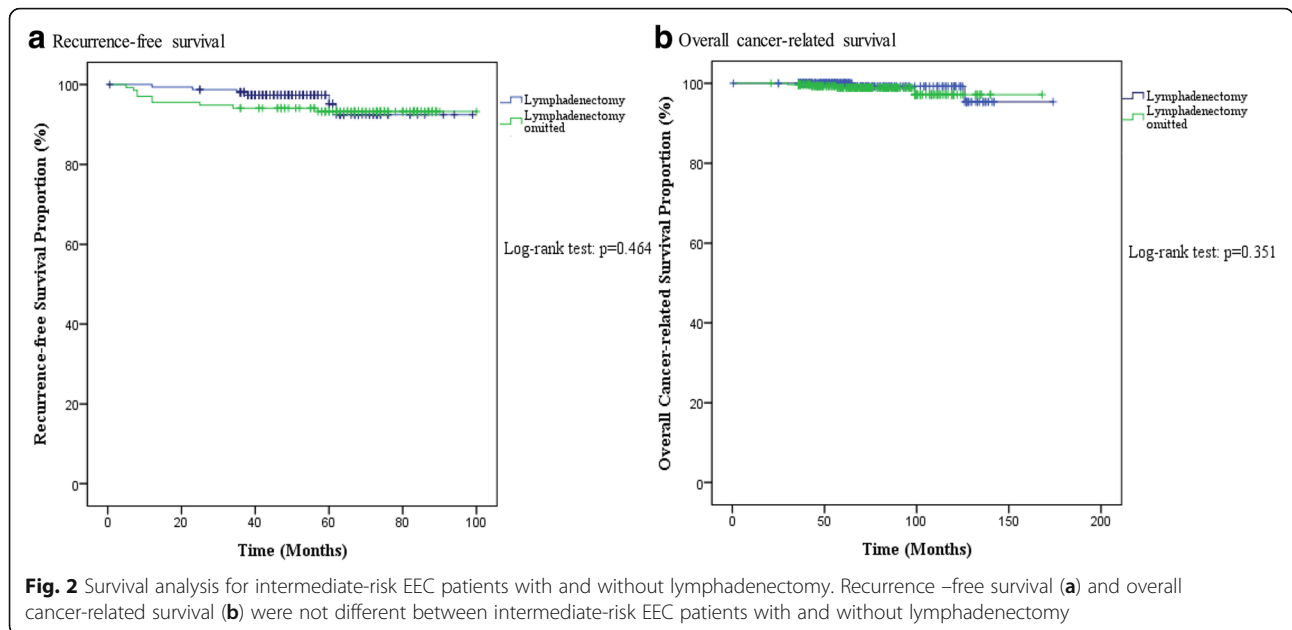 a Recurrence-free survival
100
80
60
40
20
0
Recurrence-free Survival Proportion (%)
0 20 40 60 80 100
Time (Months)
Lymphadenectomy
Lymphadenectomy
omitted
Log-rank test: p=0.464
b Overall cancer-related survival
100
80
60
40
20
0
Overall Cancer-related Survival Proportion (%)
0 50 100 150 200
Time (Months)
Lymphadenectomy
Lymphadenectomy
omitted
Log-rank test: p=0.351
Fig. 2 Survival analysis for intermediate-risk EEC patients with and without lymphadenectomy. Recurrence –free survival (a) and overall
cancer-related survival (b) were not different between intermediate-risk EEC patients with and without lymphadenectomy